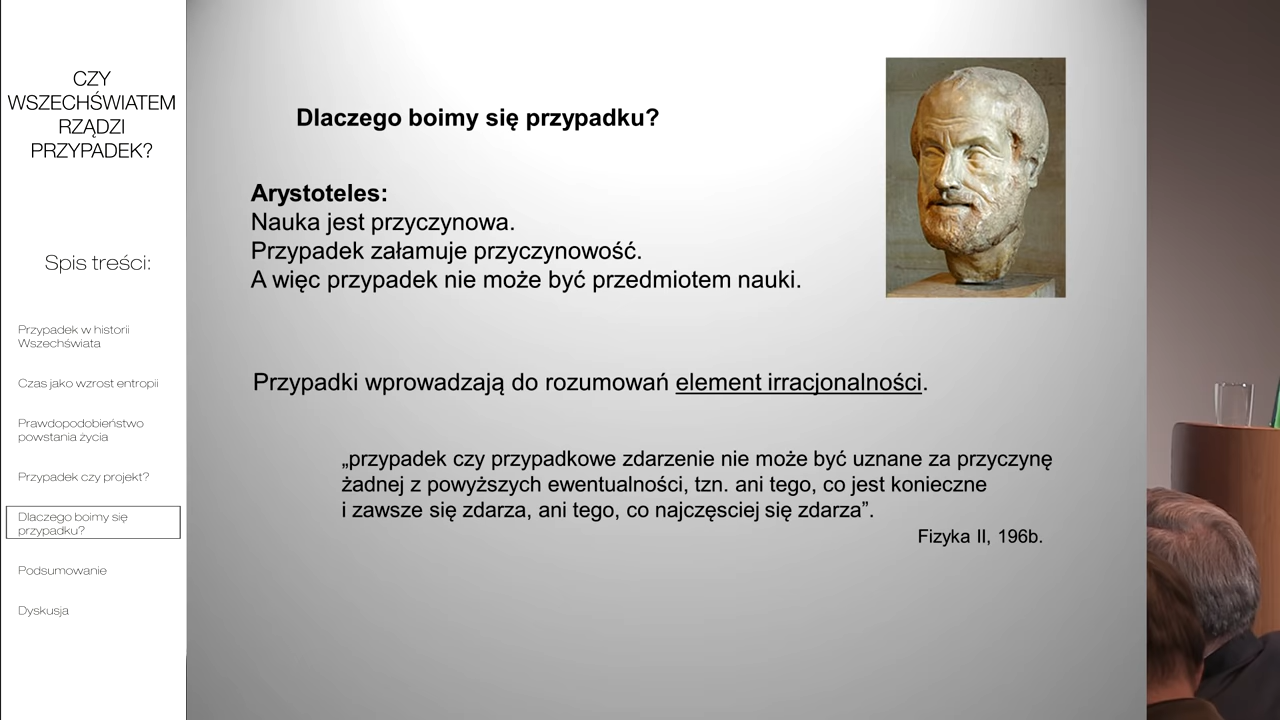 CZY
WSZECHŚWIATEM
RZĄDZI
PRZYPADEK?
Spis treści:
Przypadek w historii
Wszechświata
Czas jako wzrost entropii
Prawdopodobieństwo
powstania życia
Przypadek czy projekt?
Dlaczego boimy się
przypadku?
Podsumowanie
Dyskusja
Dlaczego boimy się przypadku?
Arystoteles:
Nauka jest przyczynowa.
Przypadek załamuje przyczynowość.
A więc przypadek nie może być przedmiotem nauki.
Przypadki wprowadzają do rozumowań element irracjonalności.
„przypadek czy przypadkowe zdarzenie nie może być uznane za przyczynę
żadnej z powyższych ewentualności, tzn. ani tego, co jest konieczne
i zawsze się zdarza, ani tego, co najczęsciej się zdarza”.
Fizyka II, 196b.